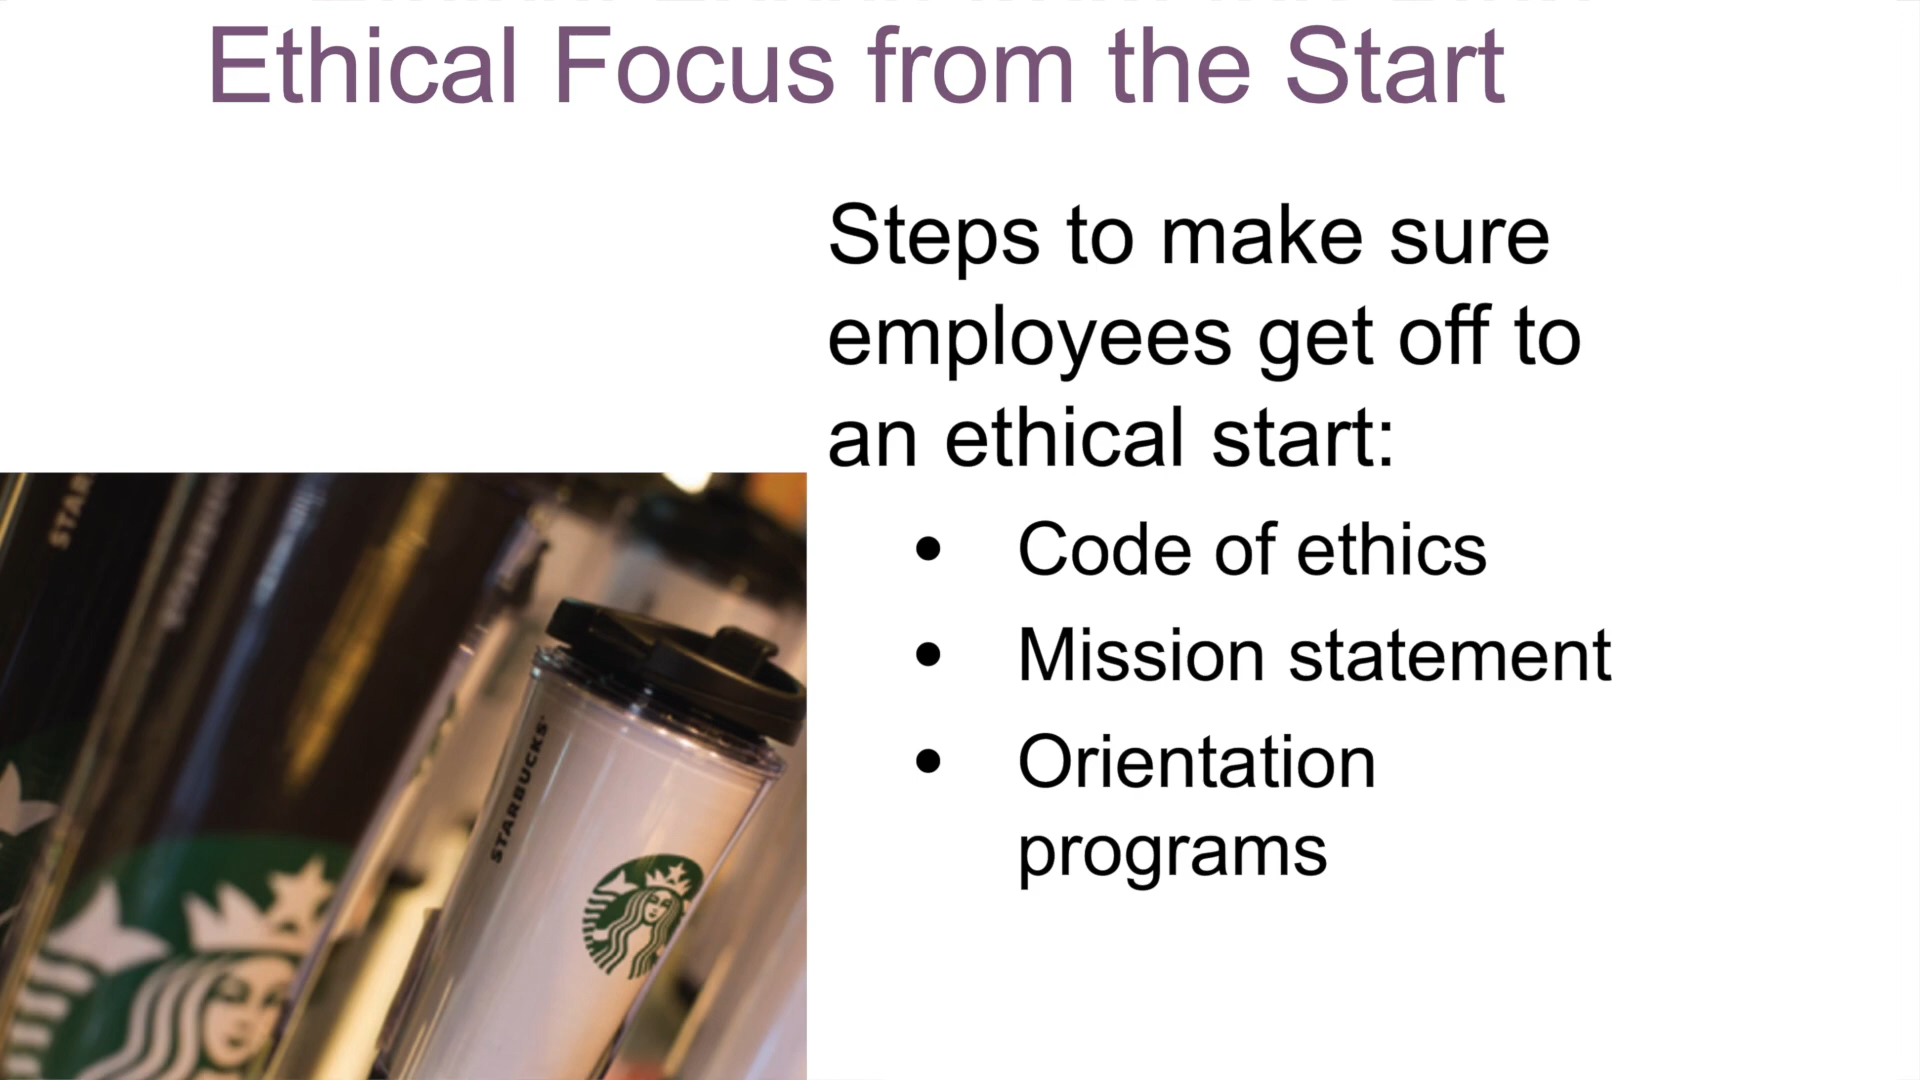 Ethical Focus from the Start
Steps to make sure
employees get off to
an ethical start:
• Code of ethics
• Mission statement
• Orientation
programs
STARBUCKS